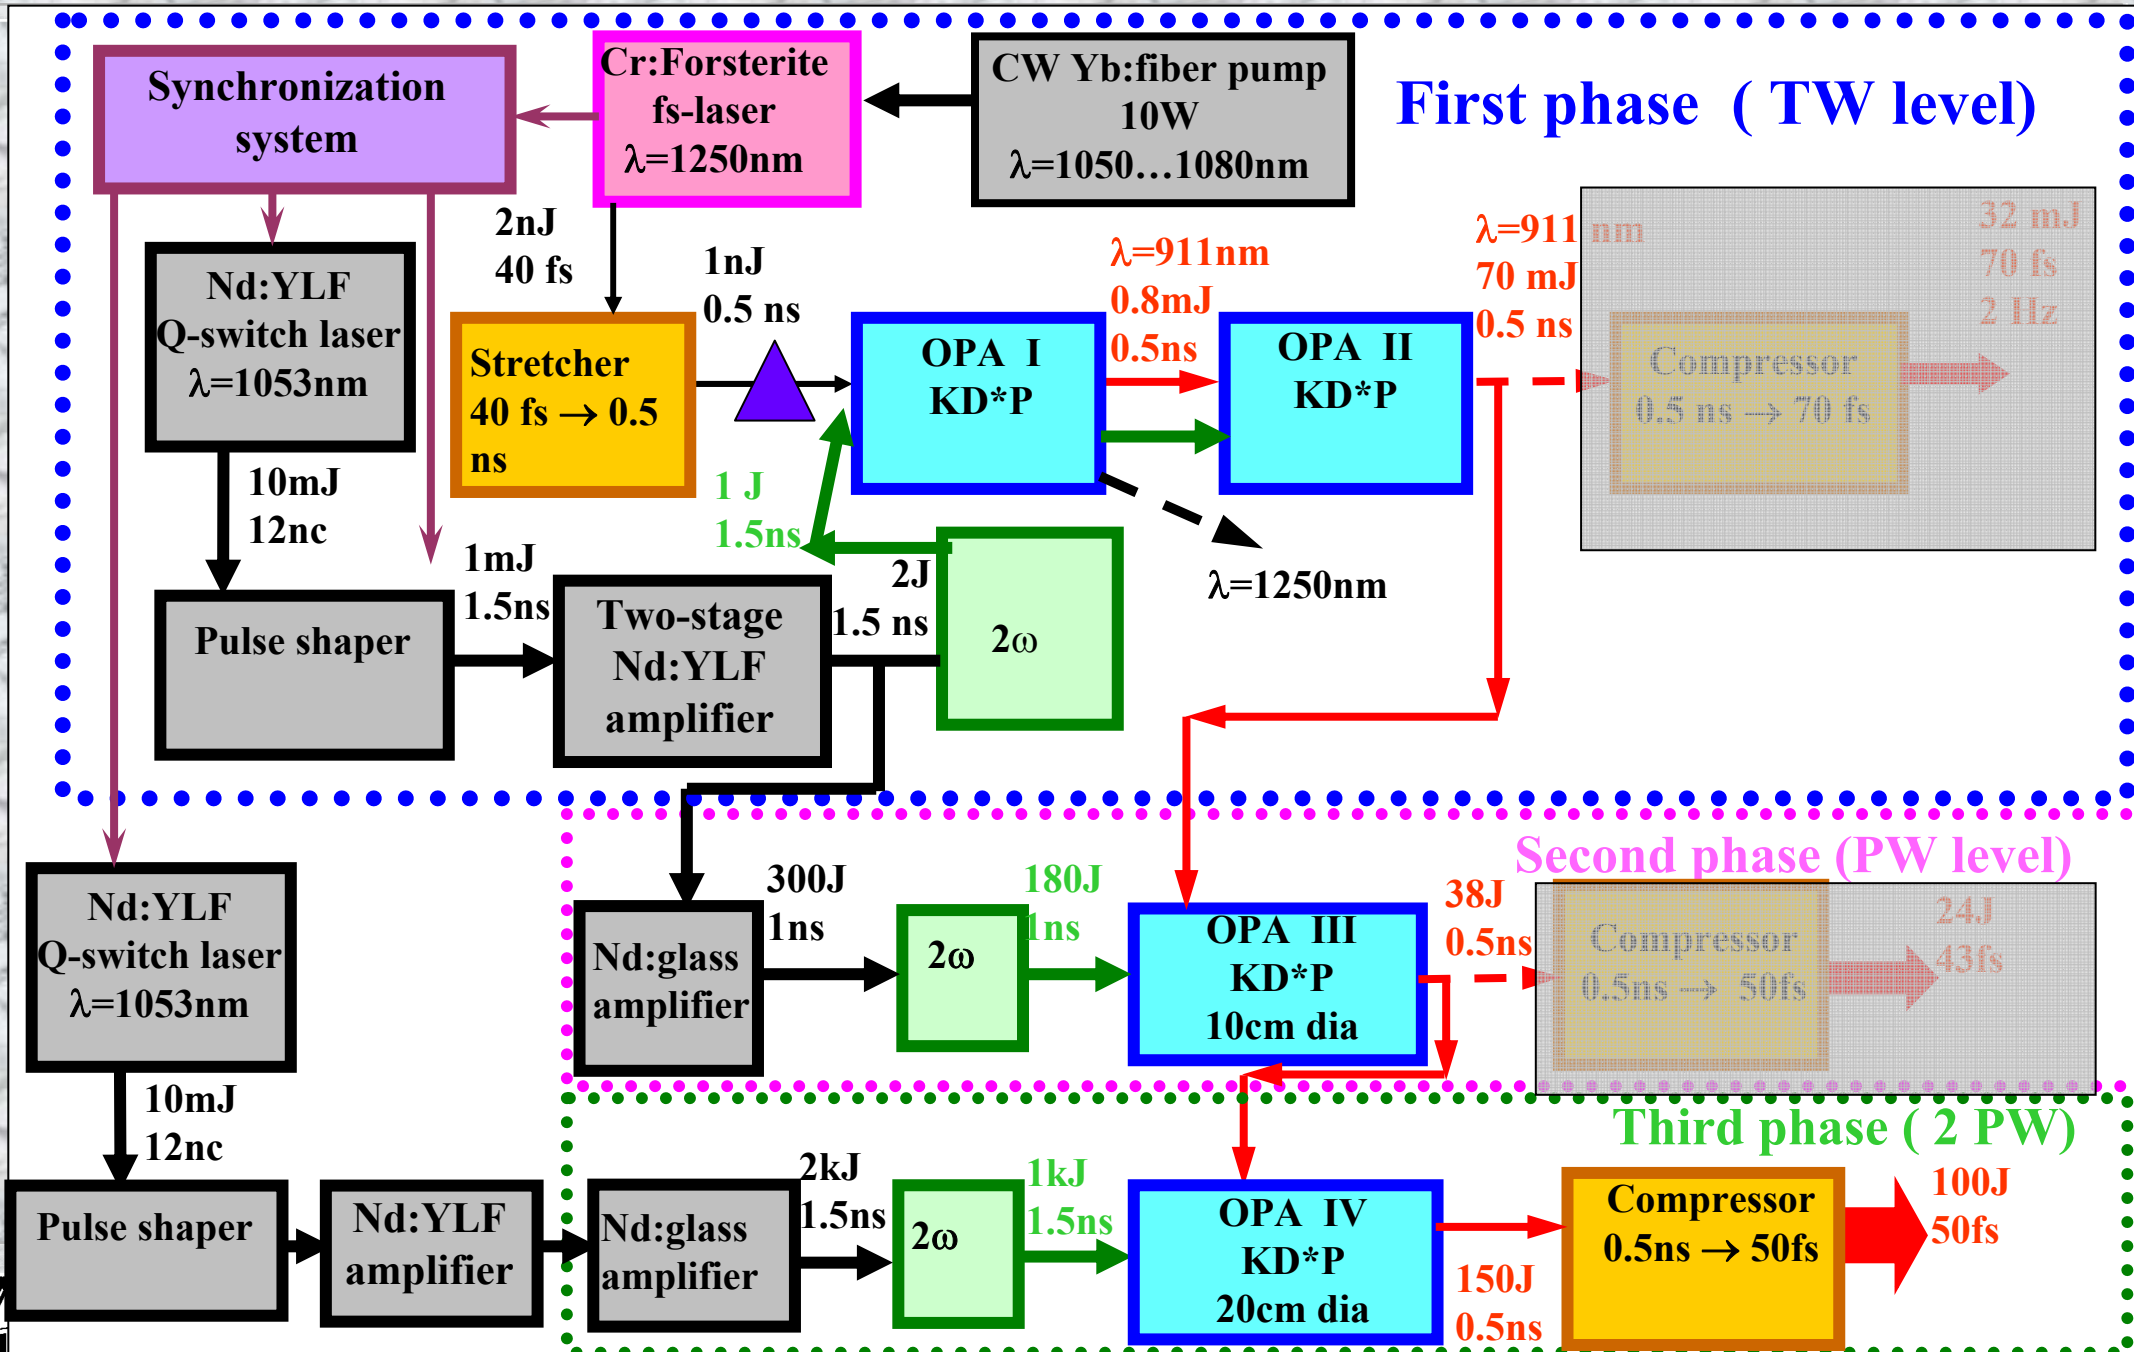 Synchronization
system
Cr:Forsterite
fs-laser
λ=1250nm
CW Yb:fiber pump
10W
λ=1050…1080nm
First phase ( TW level)
2nJ
40 fs
Nd:YLF
Q-switch laser
λ=1053nm
1nJ
0.5 ns
Stretcher
40 fs → 0.5
ns
OPA I
KD*P
λ=911nm
0.8mJ
0.5ns
OPA II
KD*P
λ=911 nm
70 mJ
0.5 ns
32 mJ
70 fs
2 Hz
Compressor
0.5 ns → 70 fs
10mJ
12nc
1 J
1.5ns
λ=1250nm
Pulse shaper
1mJ
1.5ns
Two-stage
Nd:YLF
amplifier
2J
1.5 ns
2ω
Second phase (PW level)
Nd:YLF
Q-switch laser
λ=1053nm
Nd:glass
amplifier
300J
1ns
2ω
180J
1ns
OPA III
KD*P
10cm dia
38J
0.5ns
Compressor
0.5ns → 50fs
24J
43fs
10mJ
12nc
Third phase ( 2 PW)
Pulse shaper
Nd:YLF
amplifier
Nd:glass
amplifier
2kJ
1.5ns
2ω
1kJ
1.5ns
OPA IV
KD*P
20cm dia
150J
0.5ns
Compressor
0.5ns → 50fs
100J
50fs